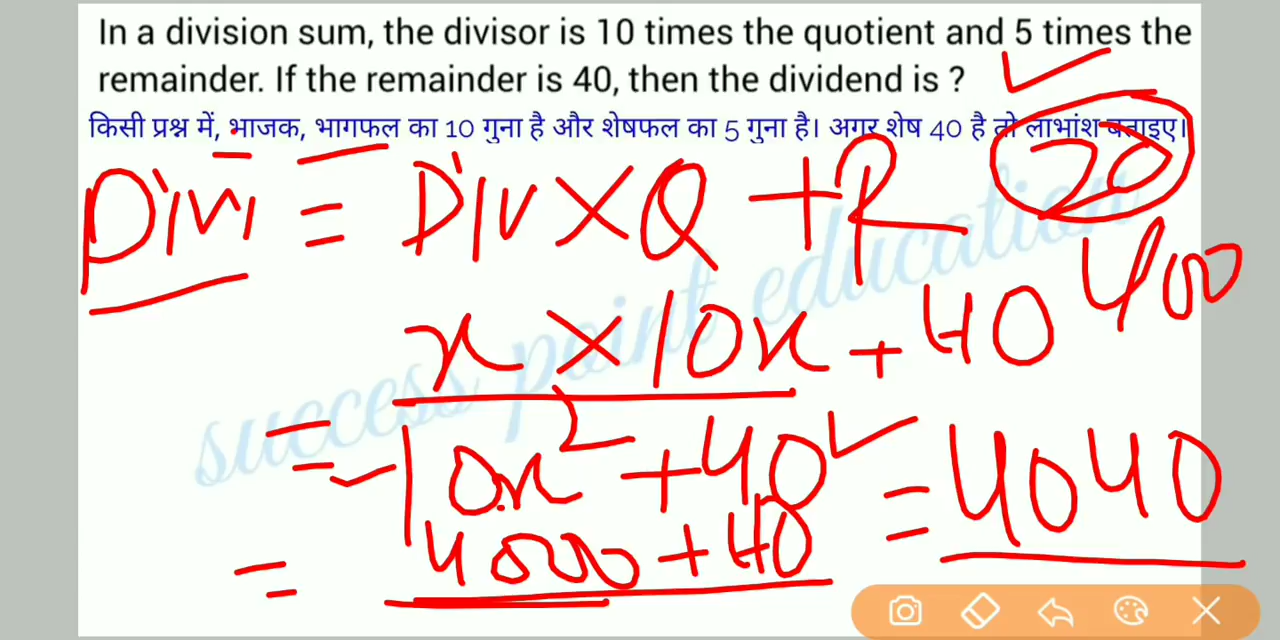 In a division sum, the divisor is 10 times the quotient and 5 times the
remainder. If the remainder is 40, then the dividend is ?
किसी प्रश्न में, भाजक, भागफल का 10 गुना है और शेषफल का 5 गुना है। अगर शेष 40 है तो लाभांश बताइए।
20
Divi = Div × Q + R
400
x × 10x + 40
= 10x² + 40 = 4040
= 4000 + 40
success point education